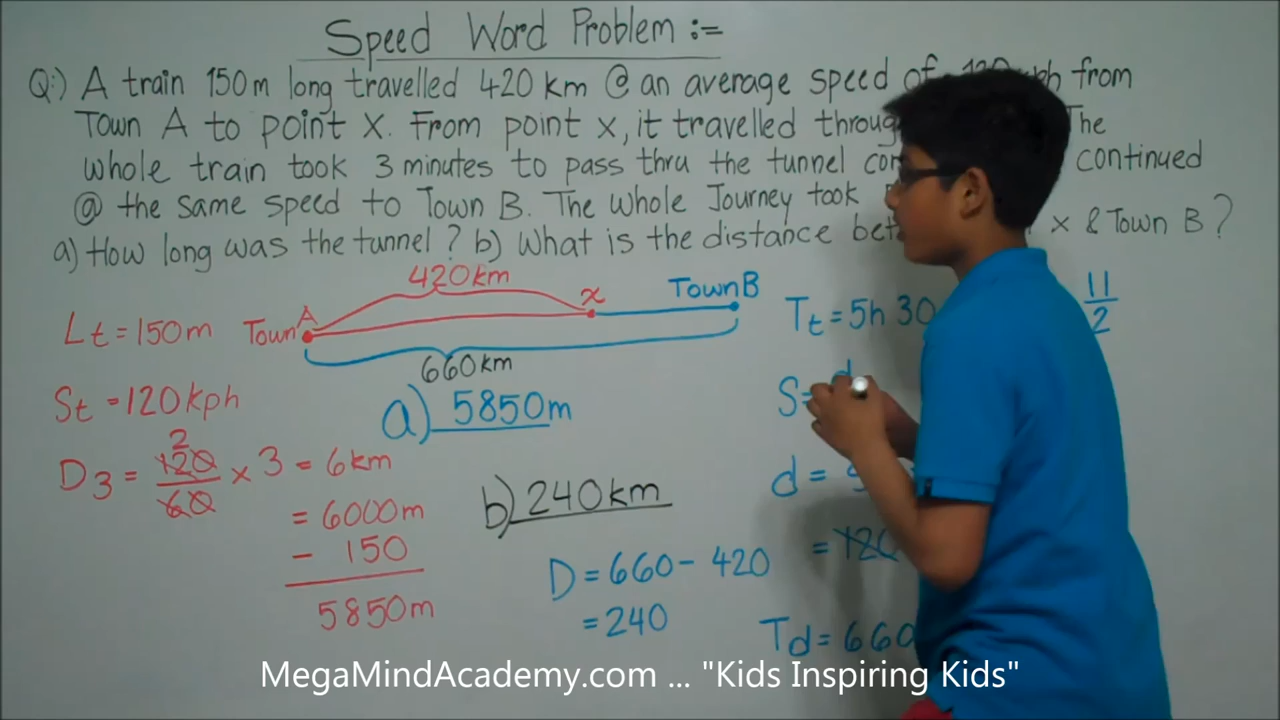 Speed Word Problem :=
Q:) A train 150m long travelled 420 km @ an average speed of from
Town A to point X. From point x, it travelled The
whole train took 3 minutes to pass thru the tunnel continued
@ the same speed to Town B. The Whole Journey took
a) How long was the tunnel? b) What is the distance x & Town B?
420km
Town A
x
Town B
660km
Lt = 150m
St = 120kph
D3 = 120/60 x 3 = 6km
2
= 6000m
- 150
5850m
a) 5850m
b) 240km
D = 660 - 420
= 240
Tt = 5h 30
11/2
S = d
d = S
= 120
Td = 660
MegaMindAcademy.com ... "Kids Inspiring Kids"